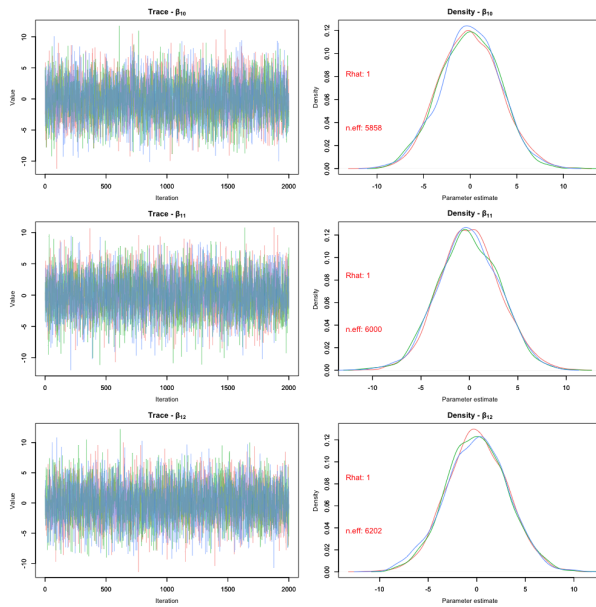 Trace - β10
Value
10
5
0
-5
-10
0
500
1000
1500
2000
Iteration
Density - β10
Density
0.12
0.10
0.08
0.06
0.04
0.02
0.00
Rhat: 1
n.eff: 5858
-10
-5
0
5
10
Parameter estimate
Trace - β11
Value
10
5
0
-5
-10
0
500
1000
1500
2000
Iteration
Density - β11
Density
0.12
0.10
0.08
0.06
0.04
0.02
0.00
Rhat: 1
n.eff: 6000
-10
-5
0
5
10
Parameter estimate
Trace - β12
Value
10
5
0
-5
-10
0
500
1000
1500
2000
Iteration
Density - β12
Density
0.12
0.10
0.08
0.06
0.04
0.02
0.00
Rhat: 1
n.eff: 6202
-10
-5
0
5
10
Parameter estimate